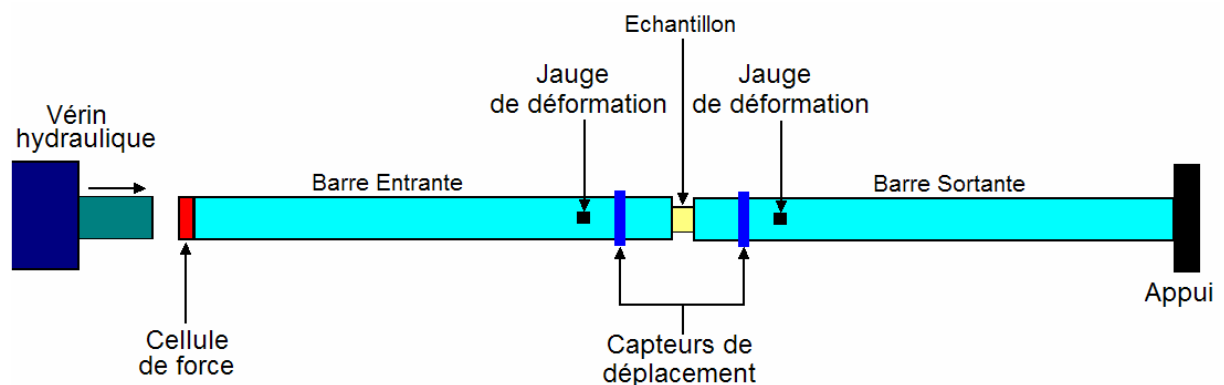 Echantillon
Jauge
de déformation
Jauge
de déformation
Vérin
hydraulique
Barre Entrante
Barre Sortante
Appui
Cellule
de force
Capteurs de
déplacement